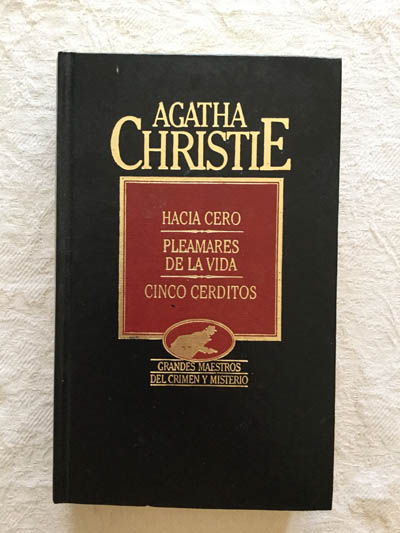 AGATHA
CHRISTIE
HACIA CERO
PLEAMARES
DE LA VIDA
CINCO CERDITOS
GRANDES MAESTROS
DEL CRIMEN Y MISTERIO